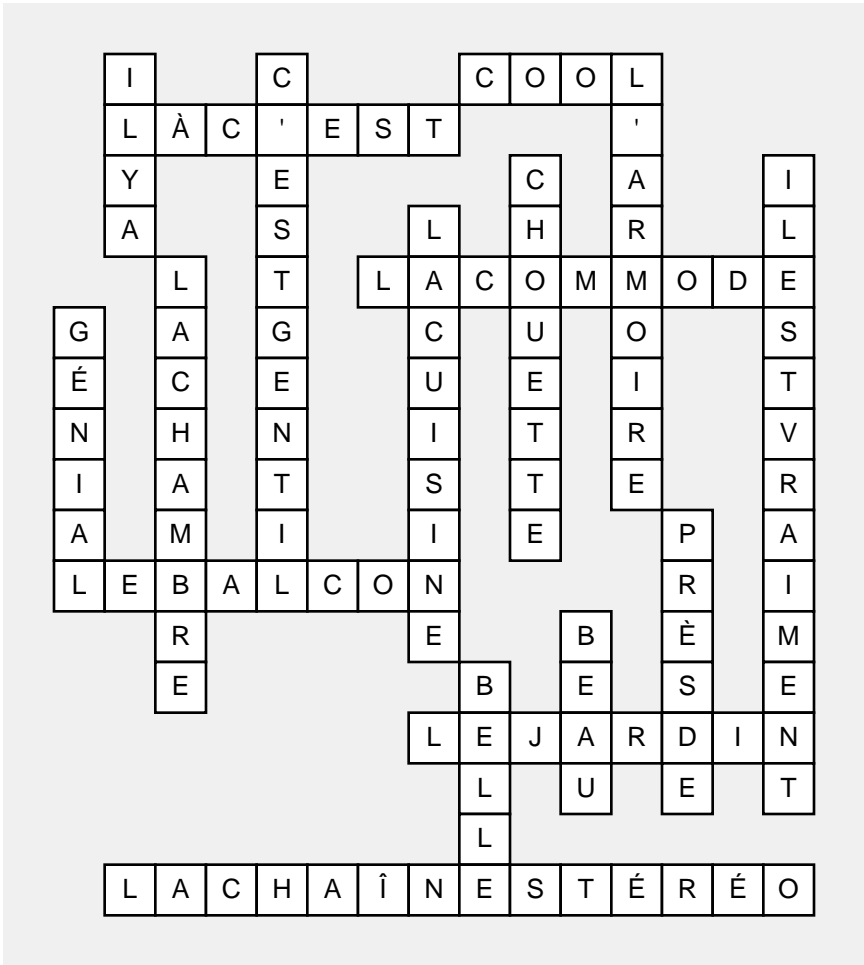 ILYA
C'ESTGENTIL
COOL
L'ARMOIRE
LÀC'EST
CHOUETTE
ILESTVRAIMENT
LACUISINE
LACHAMBRE
LACOMMODE
GÉNIAL
PRÈSDE
LEBALCON
BEAU
BELLE
LEJARDIN
LACHAÎNESTÉRÉO